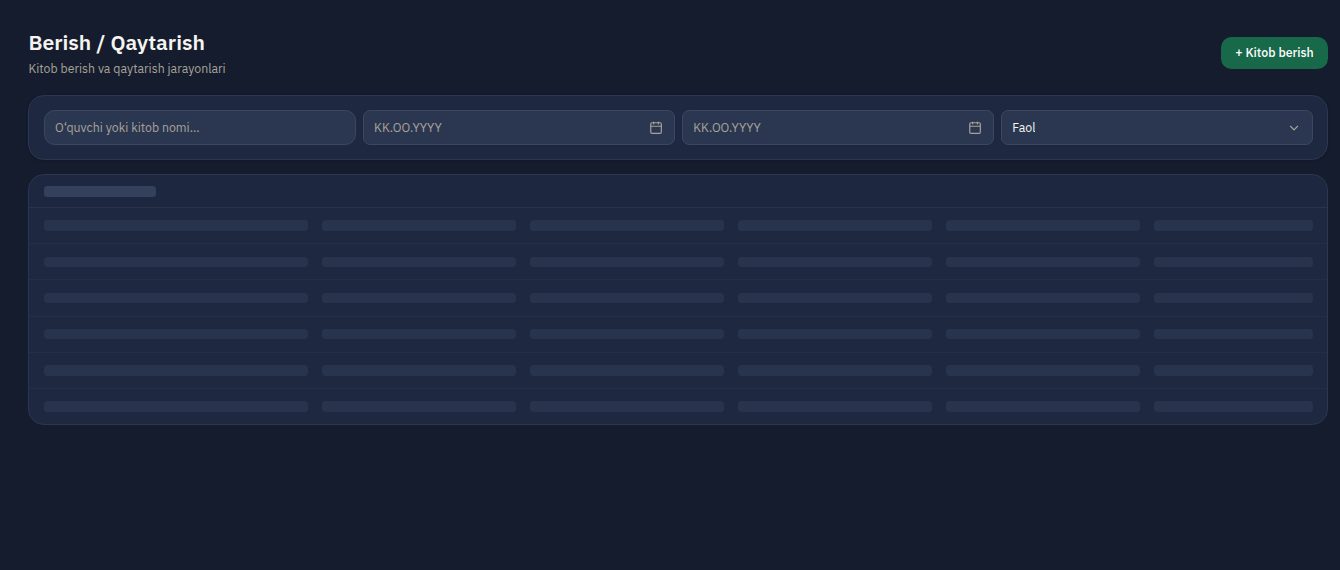 Berish / Qaytarish
Kitob berish va qaytarish jarayonlari
+ Kitob berish
O‘quvchi yoki kitob nomi...
KK.OO.YYYY
KK.OO.YYYY
Faol